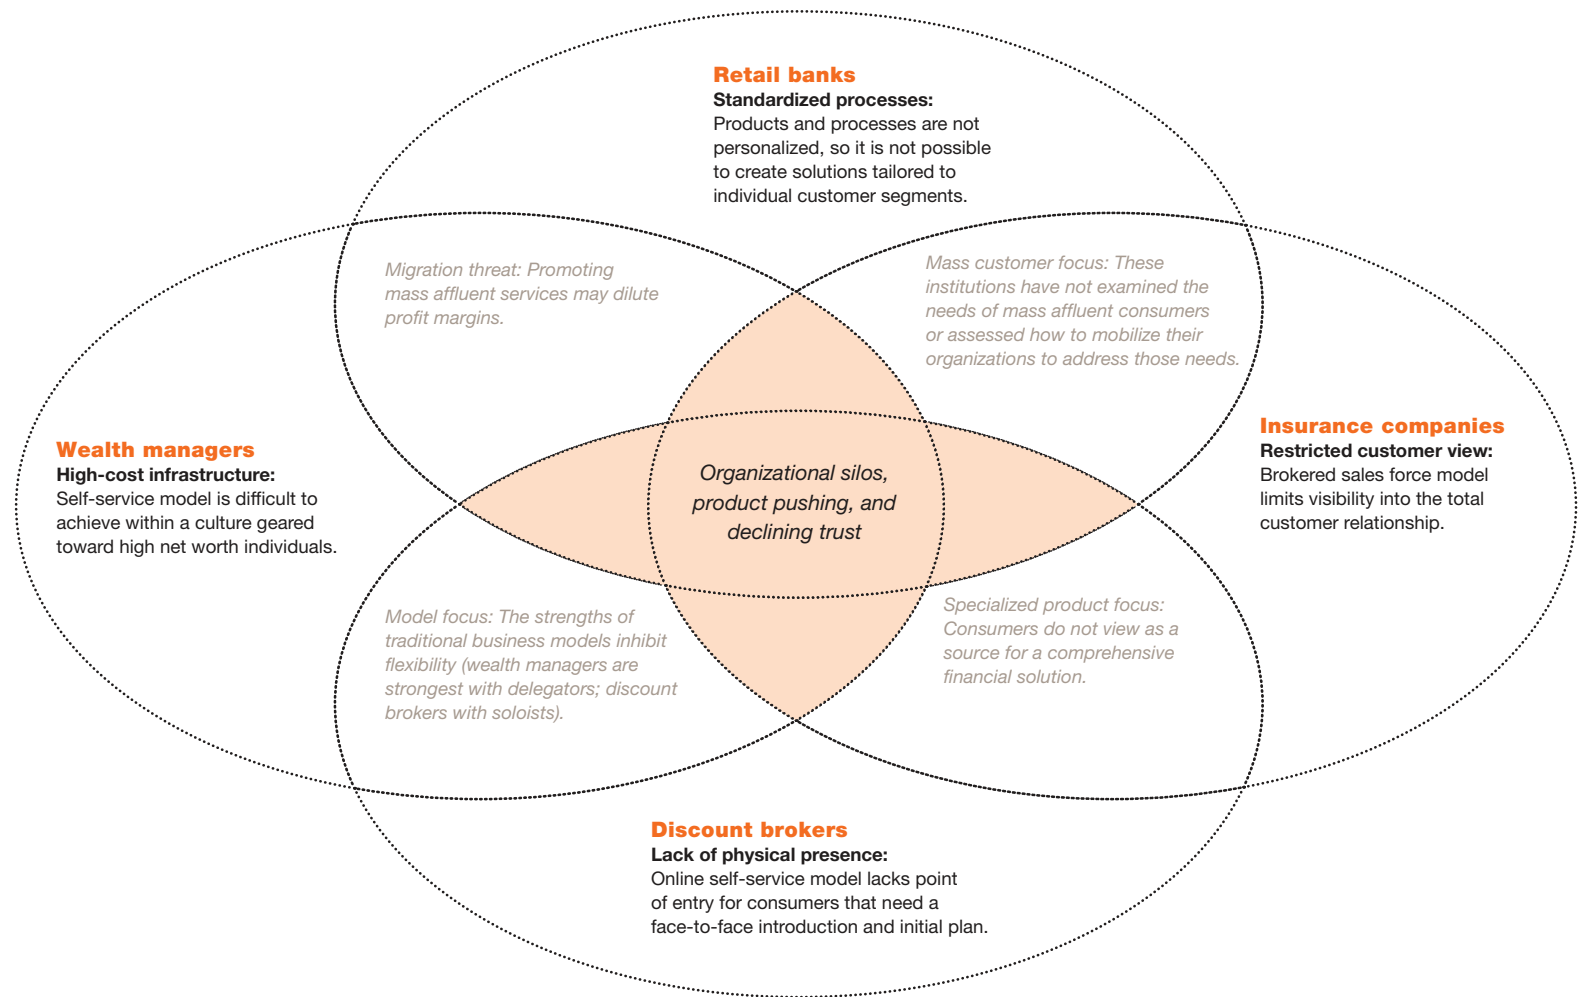 Retail banks
Standardized processes:
Products and processes are not
personalized, so it is not possible
to create solutions tailored to
individual customer segments.
Migration threat: Promoting
mass affluent services may dilute
profit margins.
Mass customer focus: These
institutions have not examined the
needs of mass affluent consumers
or assessed how to mobilize their
organizations to address those needs.
Wealth managers
High-cost infrastructure:
Self-service model is difficult to
achieve within a culture geared
toward high net worth individuals.
Organizational silos,
product pushing, and
declining trust
Insurance companies
Restricted customer view:
Brokered sales force model
limits visibility into the total
customer relationship.
Model focus: The strengths of
traditional business models inhibit
flexibility (wealth managers are
strongest with delegators; discount
brokers with soloists).
Specialized product focus:
Consumers do not view as a
source for a comprehensive
financial solution.
Discount brokers
Lack of physical presence:
Online self-service model lacks point
of entry for consumers that need a
face-to-face introduction and initial plan.